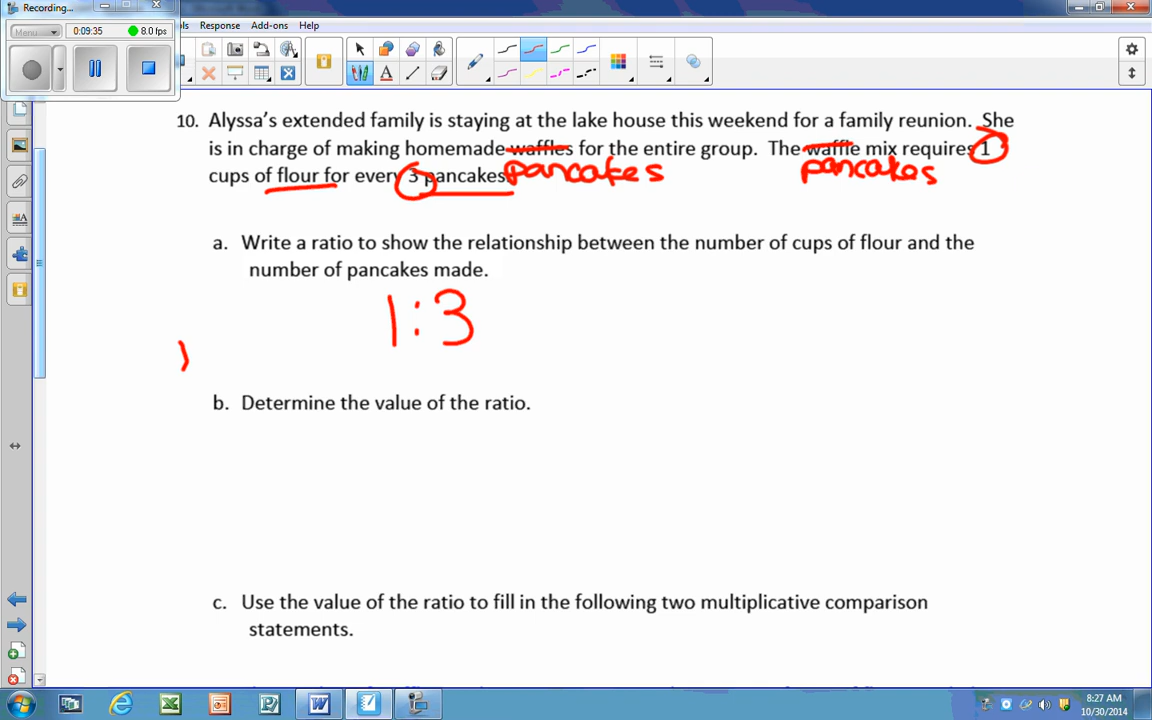 Recording...
Menu
0:09:35
8.0 fps
Response Add-ons Help
10. Alyssa's extended family is staying at the lake house this weekend for a family reunion. She
is in charge of making homemade waffles for the entire group. The waffle mix requires 1
pancakes pancakes
cups of flour for every 3 pancakes.
a. Write a ratio to show the relationship between the number of cups of flour and the
number of pancakes made.
1:3
b. Determine the value of the ratio.
c. Use the value of the ratio to fill in the following two multiplicative comparison
statements.
8:27 AM
10/30/2014